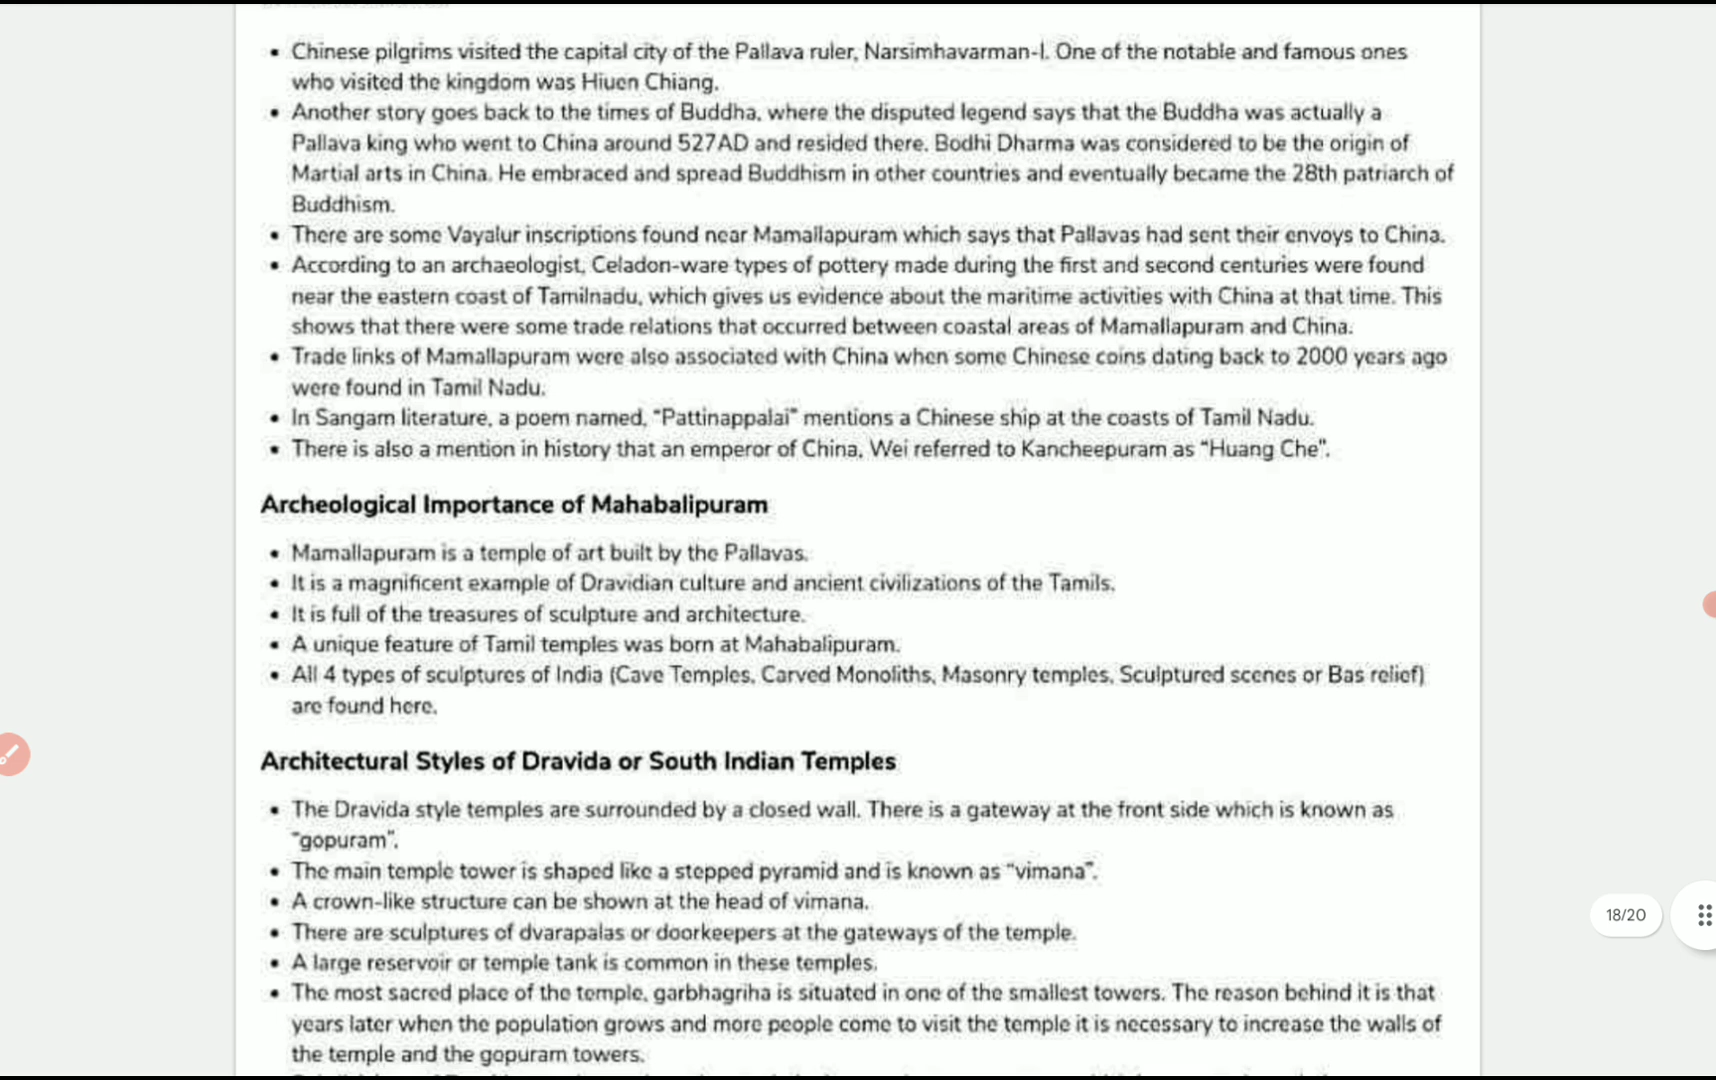 • Chinese pilgrims visited the capital city of the Pallava ruler, Narsimhavarman-I. One of the notable and famous ones
who visited the kingdom was Hiuen Chiang.
• Another story goes back to the times of Buddha, where the disputed legend says that the Buddha was actually a
Pallava king who went to China around 527AD and resided there. Bodhi Dharma was considered to be the origin of
Martial arts in China. He embraced and spread Buddhism in other countries and eventually became the 28th patriarch of
Buddhism.
• There are some Vayalur inscriptions found near Mamallapuram which says that Pallavas had sent their envoys to China.
• According to an archaeologist, Celadon-ware types of pottery made during the first and second centuries were found
near the eastern coast of Tamilnadu, which gives us evidence about the maritime activities with China at that time. This
shows that there were some trade relations that occurred between coastal areas of Mamallapuram and China.
• Trade links of Mamallapuram were also associated with China when some Chinese coins dating back to 2000 years ago
were found in Tamil Nadu.
• In Sangam literature, a poem named, “Pattinappalai” mentions a Chinese ship at the coasts of Tamil Nadu.
• There is also a mention in history that an emperor of China, Wei referred to Kancheepuram as “Huang Che”.
Archeological Importance of Mahabalipuram
• Mamallapuram is a temple of art built by the Pallavas.
• It is a magnificent example of Dravidian culture and ancient civilizations of the Tamils.
• It is full of the treasures of sculpture and architecture.
• A unique feature of Tamil temples was born at Mahabalipuram.
• All 4 types of sculptures of India (Cave Temples, Carved Monoliths, Masonry temples, Sculptured scenes or Bas relief)
are found here.
Architectural Styles of Dravida or South Indian Temples
• The Dravida style temples are surrounded by a closed wall. There is a gateway at the front side which is known as
“gopuram”.
• The main temple tower is shaped like a stepped pyramid and is known as “vimana”.
• A crown-like structure can be shown at the head of vimana.
• There are sculptures of dvarapalas or doorkeepers at the gateways of the temple.
18/20
• A large reservoir or temple tank is common in these temples.
• The most sacred place of the temple, garbhagriha is situated in one of the smallest towers. The reason behind it is that
years later when the population grows and more people come to visit the temple it is necessary to increase the walls of
the temple and the gopuram towers.